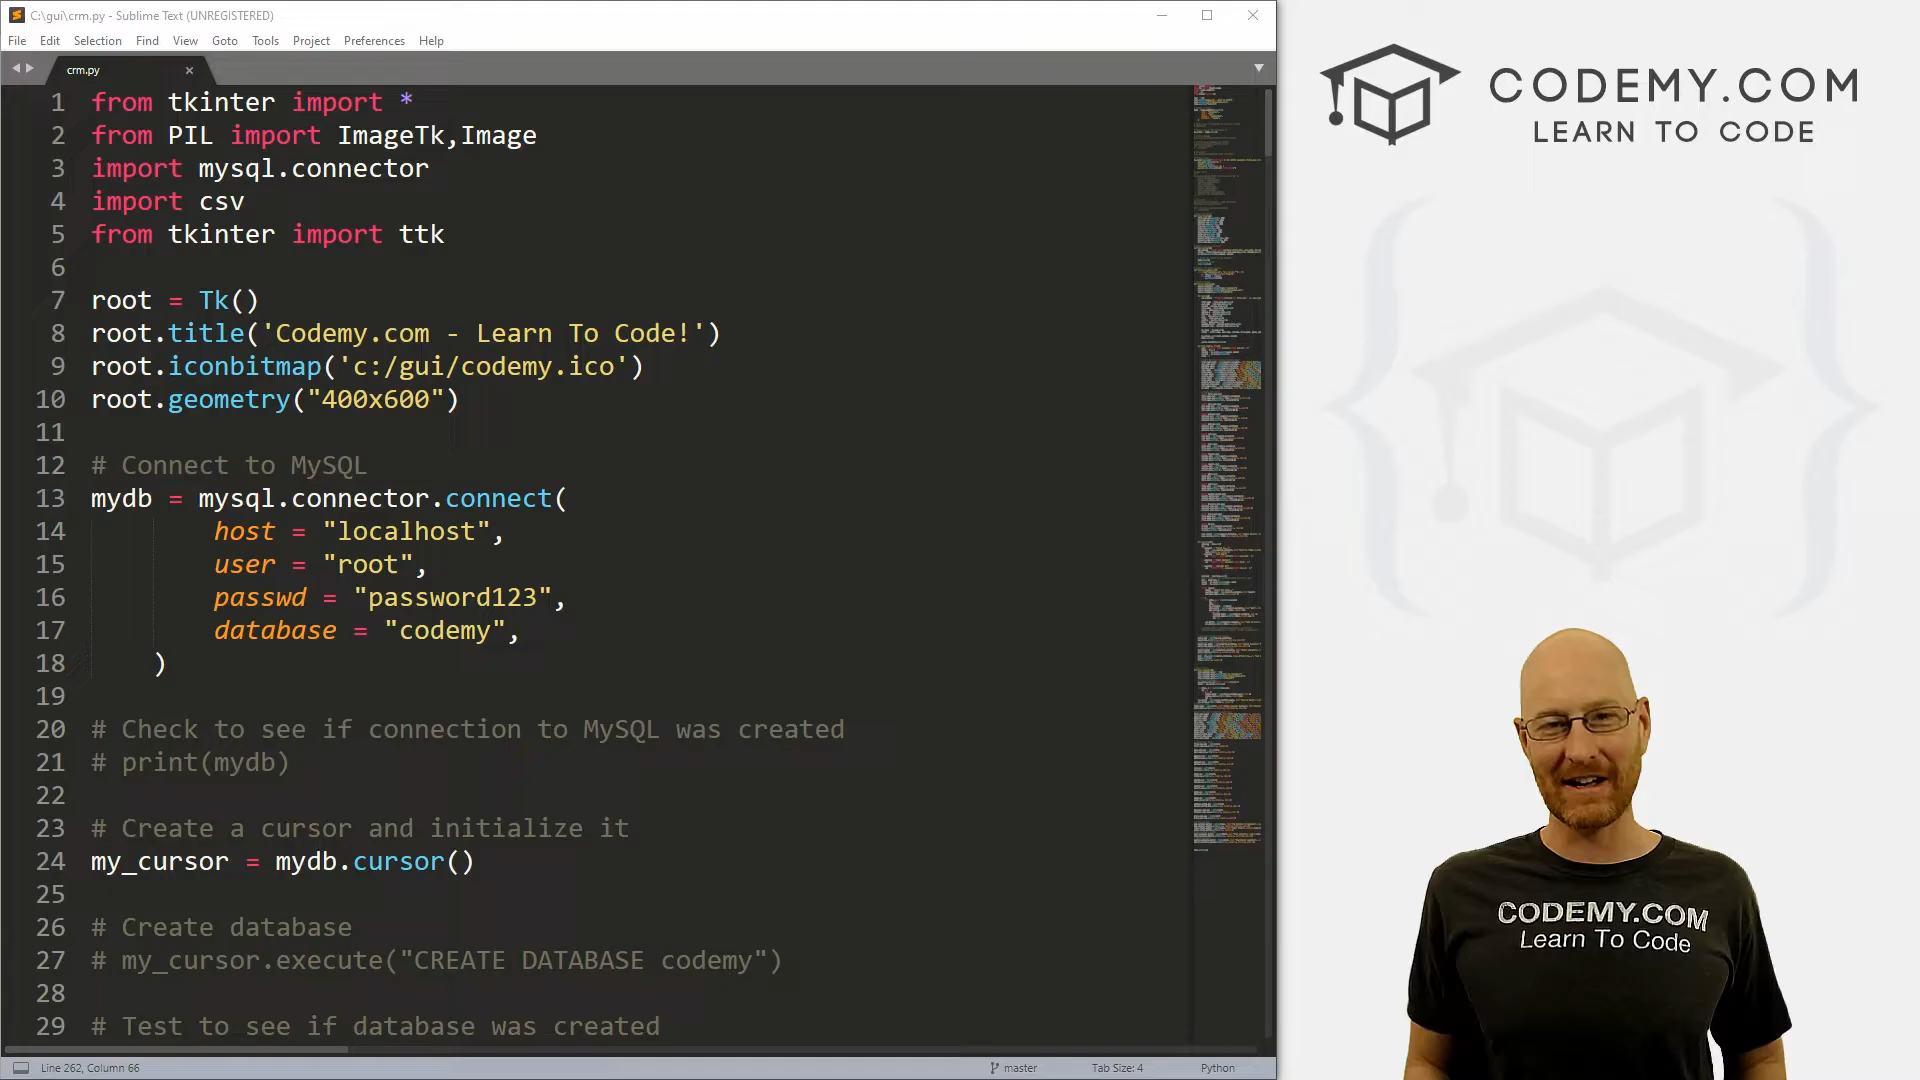 C:\gui\crm.py - Sublime Text (UNREGISTERED)
File Edit Selection Find View Goto Tools Project Preferences Help
crm.py
1 from tkinter import *
2 from PIL import ImageTk,Image
3 import mysql.connector
4 import csv
5 from tkinter import ttk
6
7 root = Tk()
8 root.title('Codemy.com - Learn To Code!')
9 root.iconbitmap('c:/gui/codemy.ico')
10 root.geometry("400x600")
11
12 # Connect to MySQL
13 mydb = mysql.connector.connect(
14 host = "localhost",
15 user = "root",
16 passwd = "password123",
17 database = "codemy",
18 )
19
20 # Check to see if connection to MySQL was created
21 # print(mydb)
22
23 # Create a cursor and initialize it
24 my_cursor = mydb.cursor()
25
26 # Create database
27 # my_cursor.execute("CREATE DATABASE codemy")
28
29 # Test to see if database was created
Line 262, Column 66
master
Tab Size: 4
Python
CODEMY.COM
LEARN TO CODE
CODEMY.COM
Learn To Code